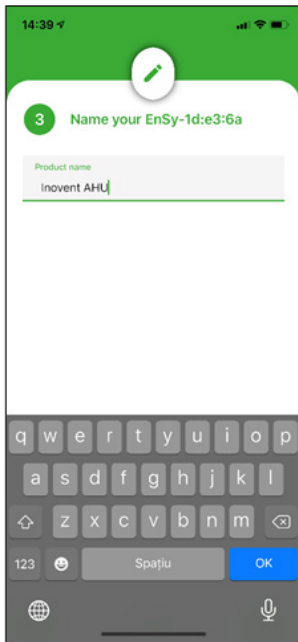 14:39
3 Name your EnSy-1d:e3:6a
Product name
Inovent AHU
q w e r t y u i o p
a s d f g h j k l
z x c v b n m
123 Spațiu OK